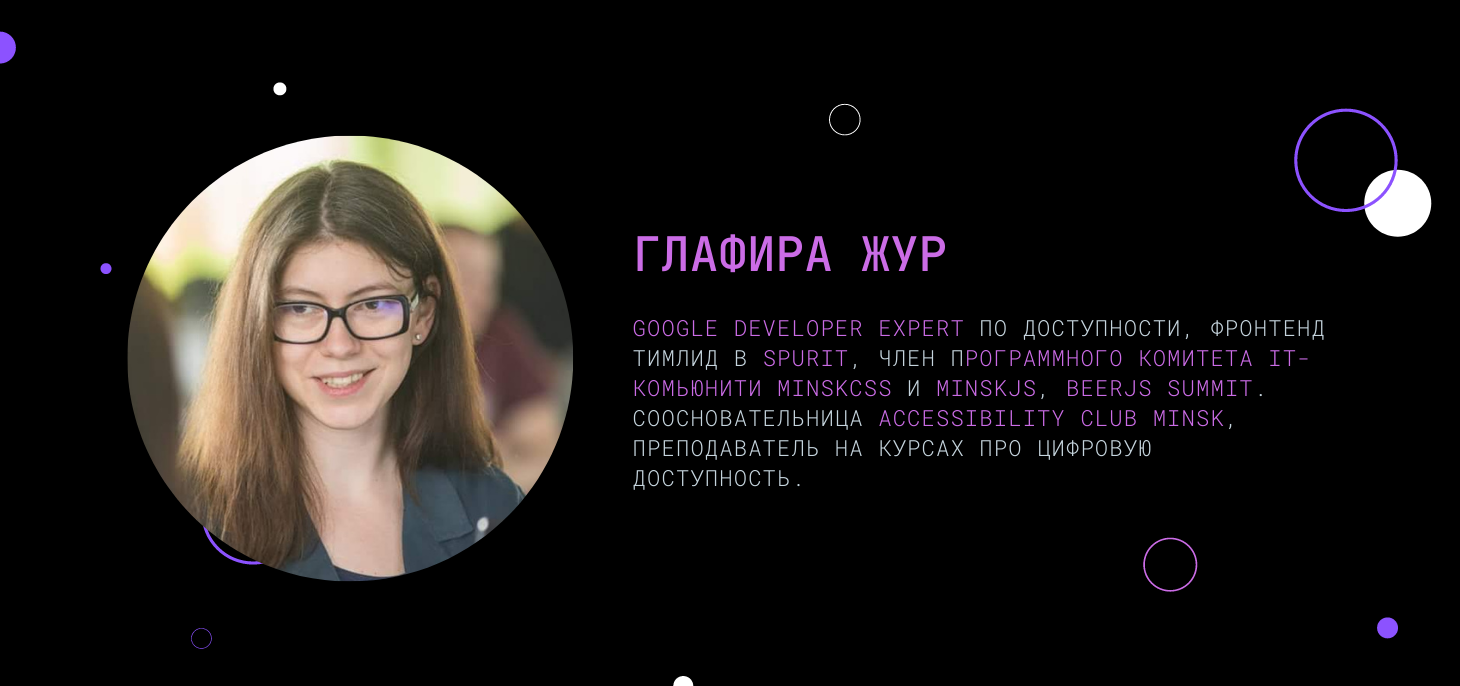 ГЛАФИРА ЖУР
GOOGLE DEVELOPER EXPERT ПО ДОСТУПНОСТИ, ФРОНТЕНД
ТИМЛИД В SPURIT, ЧЛЕН ПРОГРАММНОГО КОМИТЕТА IT-
КОМЬЮНИТИ MINSKCSS И MINSKJS, BEERJS SUMMIT.
СООСНОВАТЕЛЬНИЦА ACCESSIBILITY CLUB MINSK,
ПРЕПОДАВАТЕЛЬ НА КУРСАХ ПРО ЦИФРОВУЮ
ДОСТУПНОСТЬ.